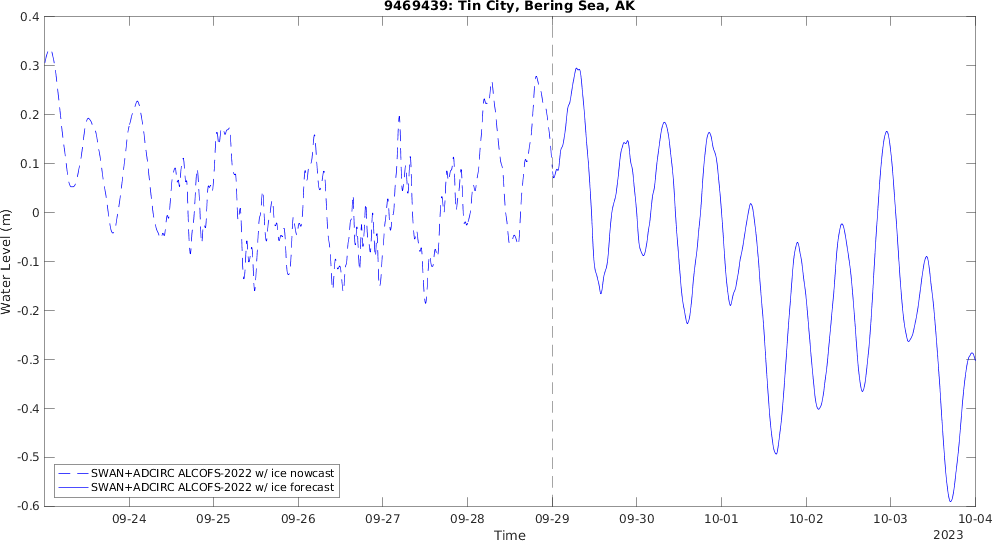 9469439: Tin City, Bering Sea, AK
0.4
0.3
0.2
0.1
0
-0.1
-0.2
-0.3
-0.4
-0.5
-0.6
Water Level (m)
SWAN+ADCIRC ALCOFS-2022 w/ ice nowcast
SWAN+ADCIRC ALCOFS-2022 w/ ice forecast
09-24 09-25 09-26 09-27 09-28 09-29 09-30 10-01 10-02 10-03 10-04
Time
2023